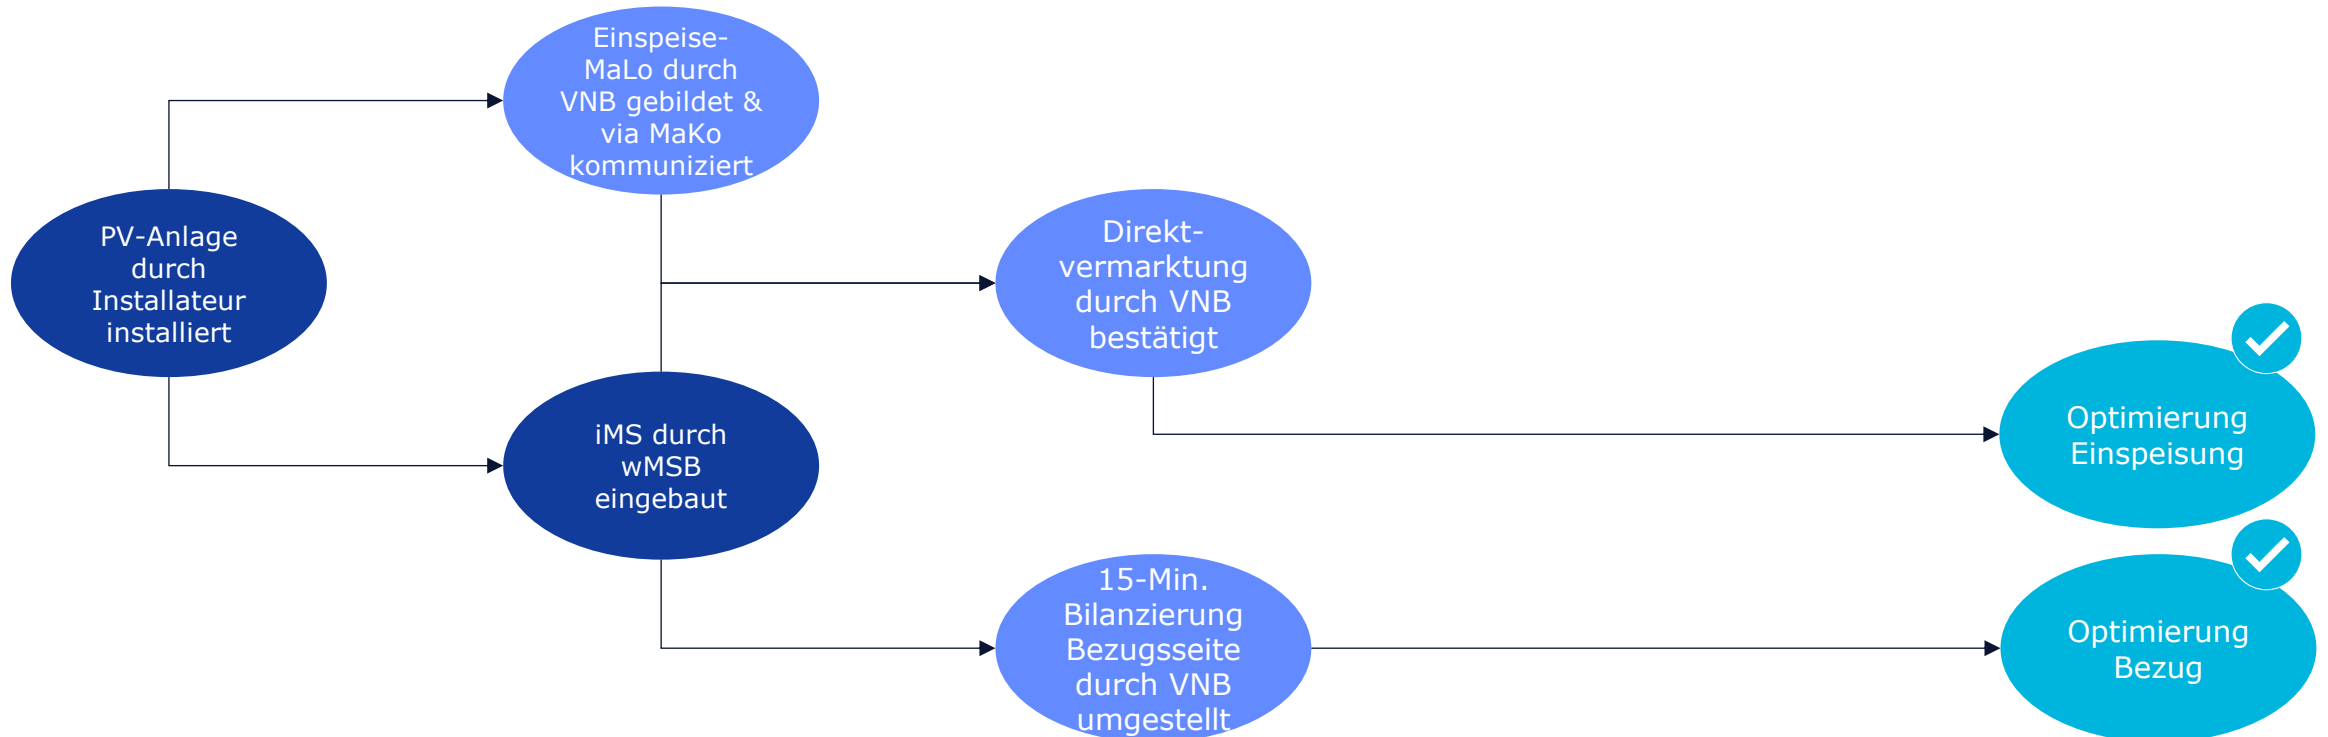 Einspeise-
MaLo durch
VNB gebildet &
via MaKo
kommuniziert
PV-Anlage
durch
Installateur
installiert
Direkt-
vermarktung
durch VNB
bestätigt
iMS durch
wMSB
eingebaut
Optimierung
Einspeisung
15-Min.
Bilanzierung
Bezugsseite
durch VNB
umgestellt
Optimierung
Bezug